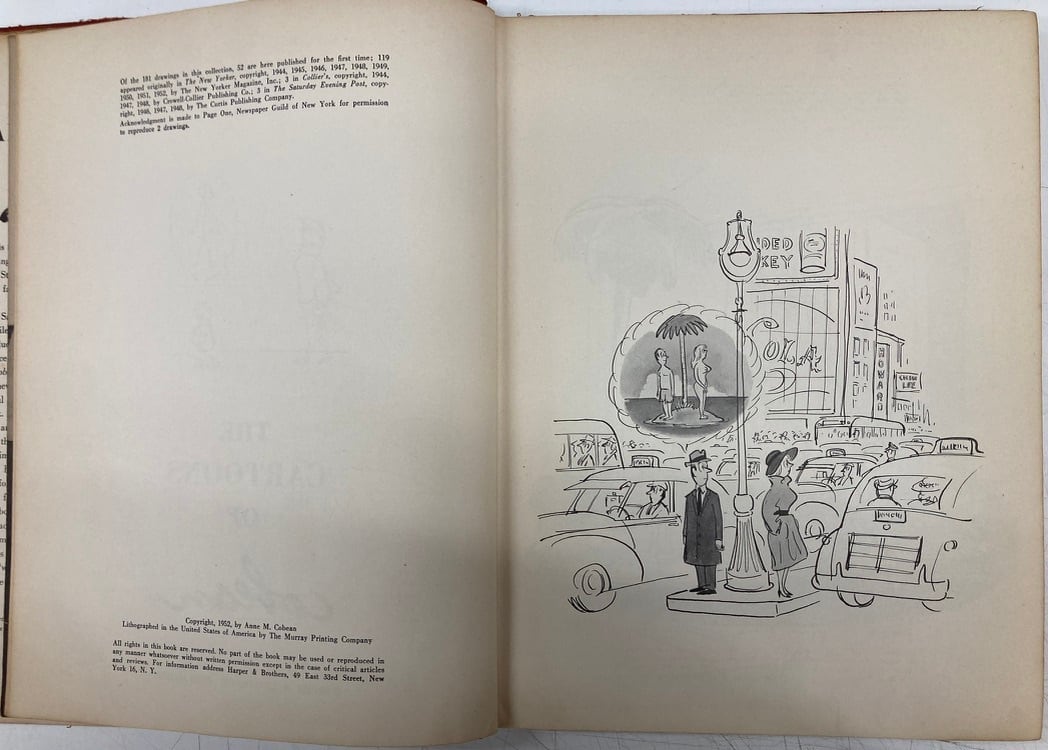 Of the 181 drawings in this collection, 52 are here published for the first time; 119
appeared originally in The New Yorker, copyright, 1944, 1945, 1946, 1947, 1948, 1949,
1950, 1951, 1952, by The New Yorker Magazine, Inc.; 3 in Collier's, copyright, 1944,
1947, 1948, by Crowell-Collier Publishing Co.; 3 in The Saturday Evening Post, copy-
right, 1946, 1947, 1948, by The Curtis Publishing Company.
Acknowledgment is made to Page One, Newspaper Guild of New York for permission
to reproduce 2 drawings.
Copyright, 1952, by Anne M. Cobean
Lithographed in the United States of America by The Murray Printing Company
All rights in this book are reserved. No part of the book may be used or reproduced in
any manner whatsoever without written permission except in the case of critical articles
and reviews. For information address Harper & Brothers, 49 East 33rd Street, New
York 16, N. Y.
DED
KEY
OLA
HOWARD